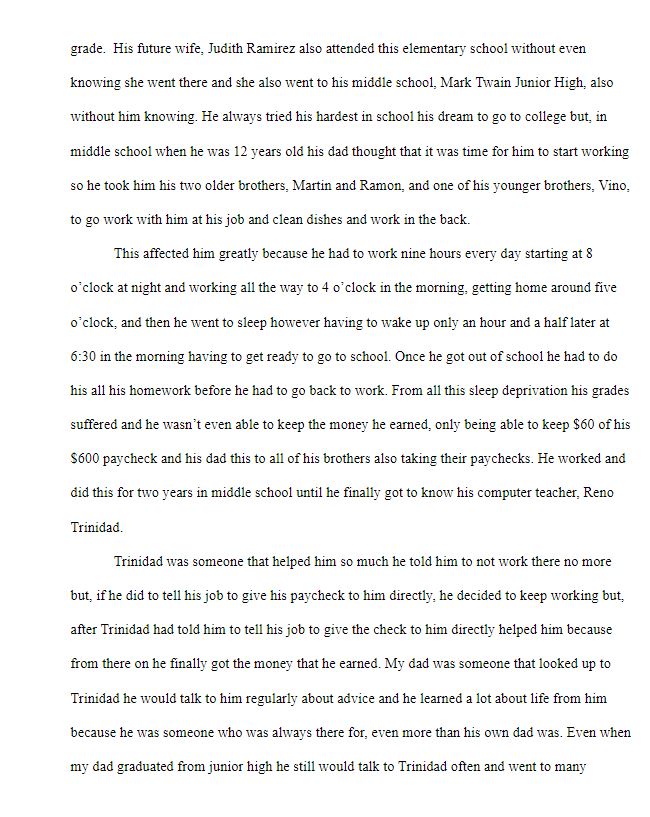 grade.  His future wife, Judith Ramirez also attended this elementary school without even
knowing she went there and she also went to his middle school, Mark Twain Junior High, also
without him knowing. He always tried his hardest in school his dream to go to college but, in
middle school when he was 12 years old his dad thought that it was time for him to start working
so he took him his two older brothers, Martin and Ramon, and one of his younger brothers, Vino,
to go work with him at his job and clean dishes and work in the back.
This affected him greatly because he had to work nine hours every day starting at 8
o’clock at night and working all the way to 4 o’clock in the morning, getting home around five
o’clock, and then he went to sleep however having to wake up only an hour and a half later at
6:30 in the morning having to get ready to go to school. Once he got out of school he had to do
his all his homework before he had to go back to work. From all this sleep deprivation his grades
suffered and he wasn’t even able to keep the money he earned, only being able to keep $60 of his
$600 paycheck and his dad this to all of his brothers also taking their paychecks. He worked and
did this for two years in middle school until he finally got to know his computer teacher, Reno
Trinidad.
Trinidad was someone that helped him so much he told him to not work there no more
but, if he did to tell his job to give his paycheck to him directly, he decided to keep working but,
after Trinidad had told him to tell his job to give the check to him directly helped him because
from there on he finally got the money that he earned. My dad was someone that looked up to
Trinidad he would talk to him regularly about advice and he learned a lot about life from him
because he was someone who was always there for, even more than his own dad was. Even when
my dad graduated from junior high he still would talk to Trinidad often and went to many